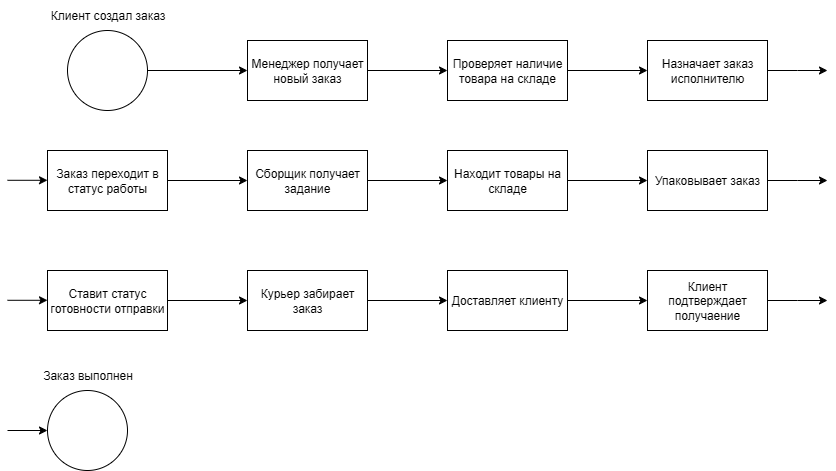 Клиент создал заказ
Менеджер получает
новый заказ
Проверяет наличие
товара на складе
Назначает заказ
исполнителю
Заказ переходит в
статус работы
Сборщик получает
задание
Находит товары на
складе
Упаковывает заказ
Ставит статус
готовности отправки
Курьер забирает
заказ
Доставляет клиенту
Клиент
подтверждает
получаение
Заказ выполнен